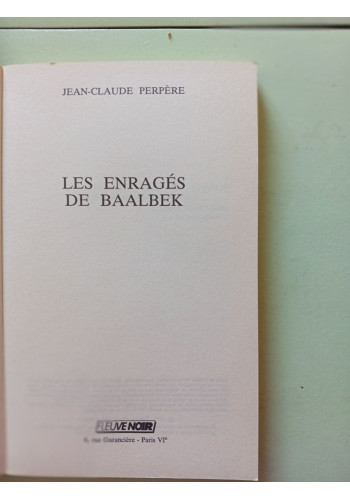 JEAN-CLAUDE PERPÈRE
LES ENRAGÉS
DE BAALBEK
FLEUVE NOIR
6, rue Garancière - Paris VIᵉ